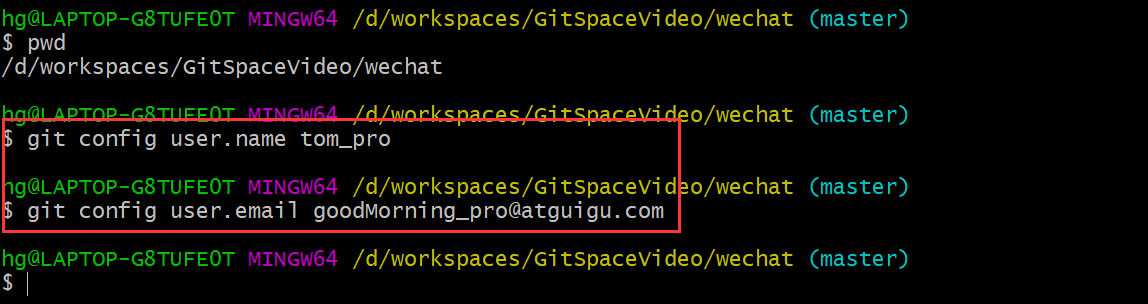 hg@LAPTOP-G8TUFE0T MINGW64 /d/workspaces/GitSpaceVideo/wechat (master)
$ pwd
/d/workspaces/GitSpaceVideo/wechat
hg@LAPTOP-G8TUFE0T MINGW64 /d/workspaces/GitSpaceVideo/wechat (master)
$ git config user.name tom_pro
hg@LAPTOP-G8TUFE0T MINGW64 /d/workspaces/GitSpaceVideo/wechat (master)
$ git config user.email goodMorning_pro@atguigu.com
hg@LAPTOP-G8TUFE0T MINGW64 /d/workspaces/GitSpaceVideo/wechat (master)
$